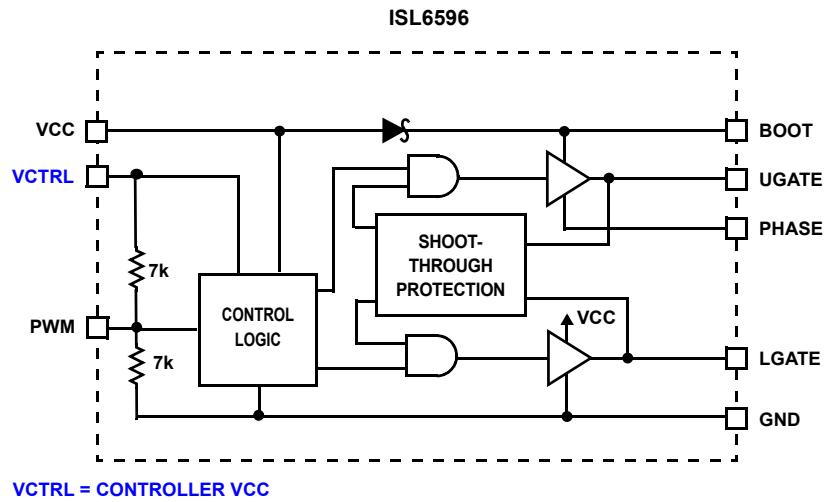 ISL6596
VCC
BOOT
VCTRL
UGATE
PHASE
SHOOT-
THROUGH
PROTECTION
7k
CONTROL
LOGIC
PWM
VCC
7k
LGATE
GND
VCTRL = CONTROLLER VCC